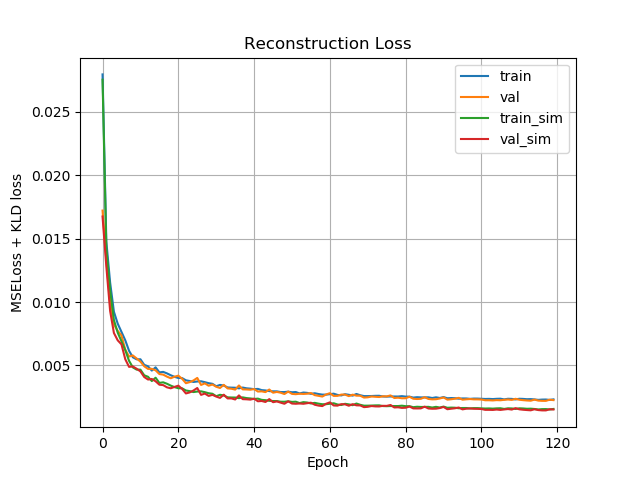 Reconstruction Loss
train
val
train_sim
val_sim
0.025
0.020
0.015
0.010
0.005
MSELoss + KLD loss
0 20 40 60 80 100 120
Epoch